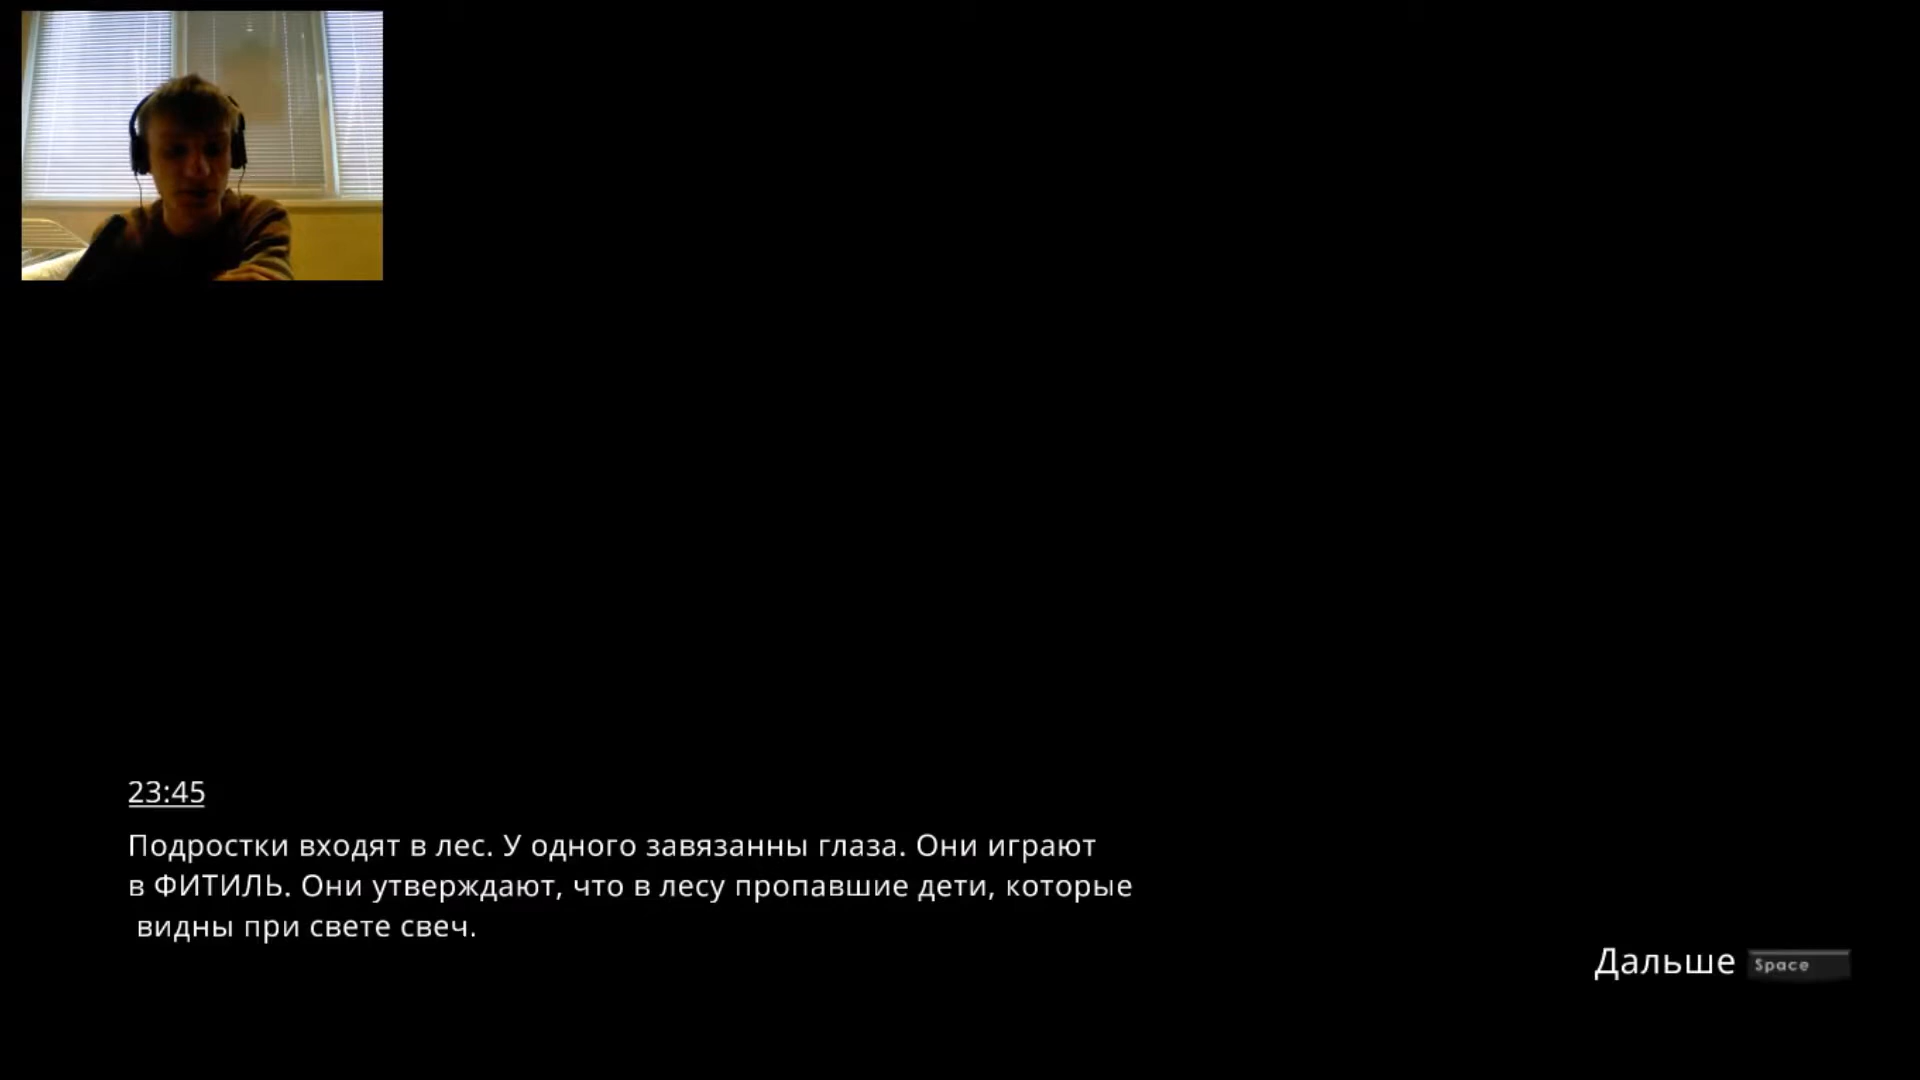 23:45
Подростки входят в лес. У одного завязанны глаза. Они играют
в ФИТИЛЬ. Они утверждают, что в лесу пропавшие дети, которые
видны при свете свеч.
Дальше Space